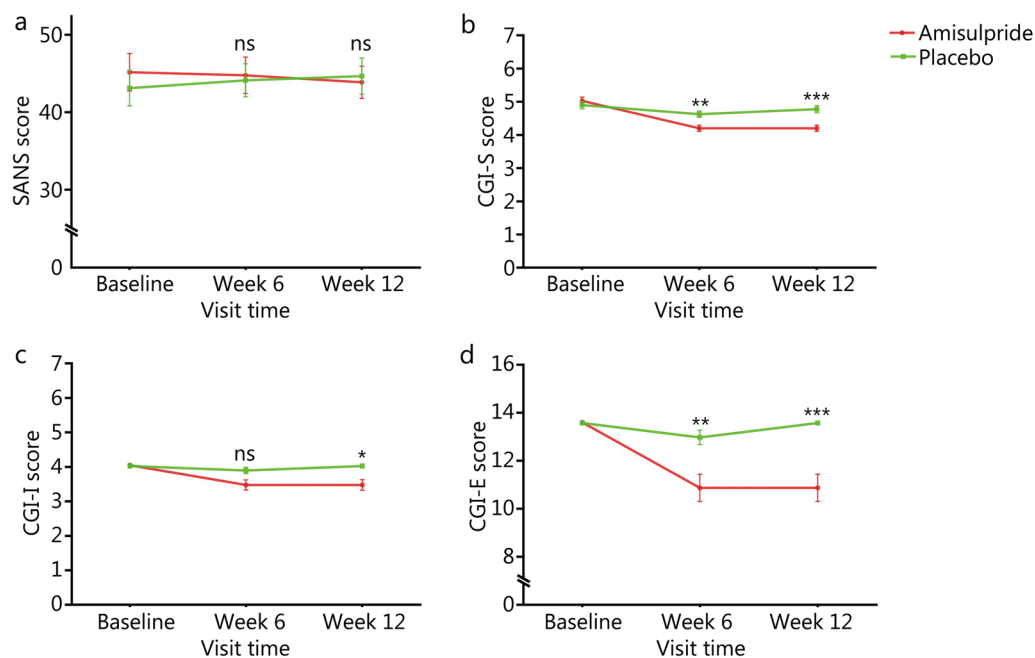 a
SANS score
50
40
30
0
ns
ns
Baseline
Week 6
Week 12
Visit time
b
CGI-S score
7
6
5
4
3
2
1
0
**
***
Baseline
Week 6
Week 12
Visit time
Amisulpride
Placebo
c
CGI-I score
7
6
5
4
3
2
1
0
ns
*
Baseline
Week 6
Week 12
Visit time
d
CGI-E score
16
14
12
10
8
0
**
***
Baseline
Week 6
Week 12
Visit time